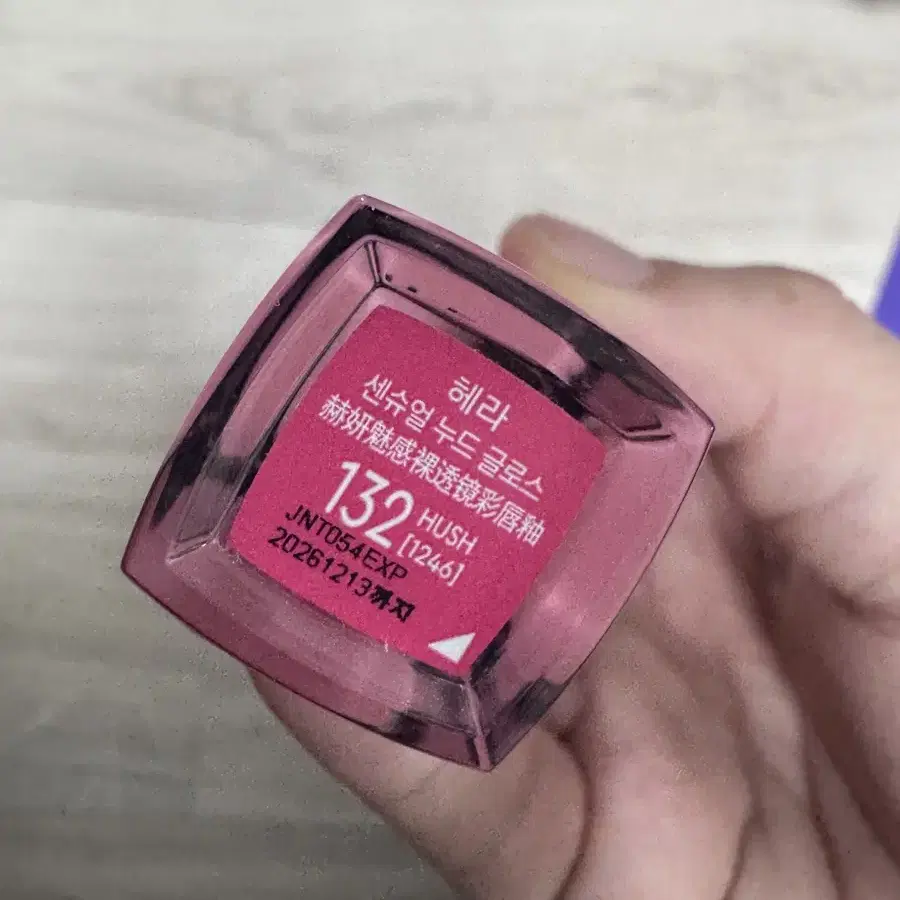 헤라
센슈얼 누드 글로스
赫妍魅感裸透镜彩唇釉
132 HUSH
[1246]
JNT054EXP
20261213까지